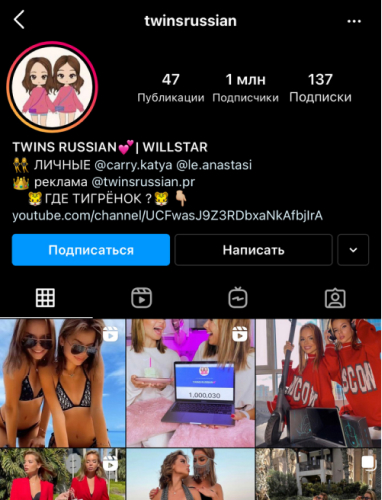 twinsrussian
47
1 млн
137
Публикации
Подписчики
Подписки
TWINS RUSSIAN💕| WILLSTAR
👯 ЛИЧНЫЕ @carry.katya @le.anastasi
👑 реклама @twinsrussian.pr
🐯ГДЕ ТИГРЁНОК ?🐯👇🏼
youtube.com/channel/UCFwasJ9Z3RDbxaNkAfbjIrA
Подписаться
Написать
1.000.030